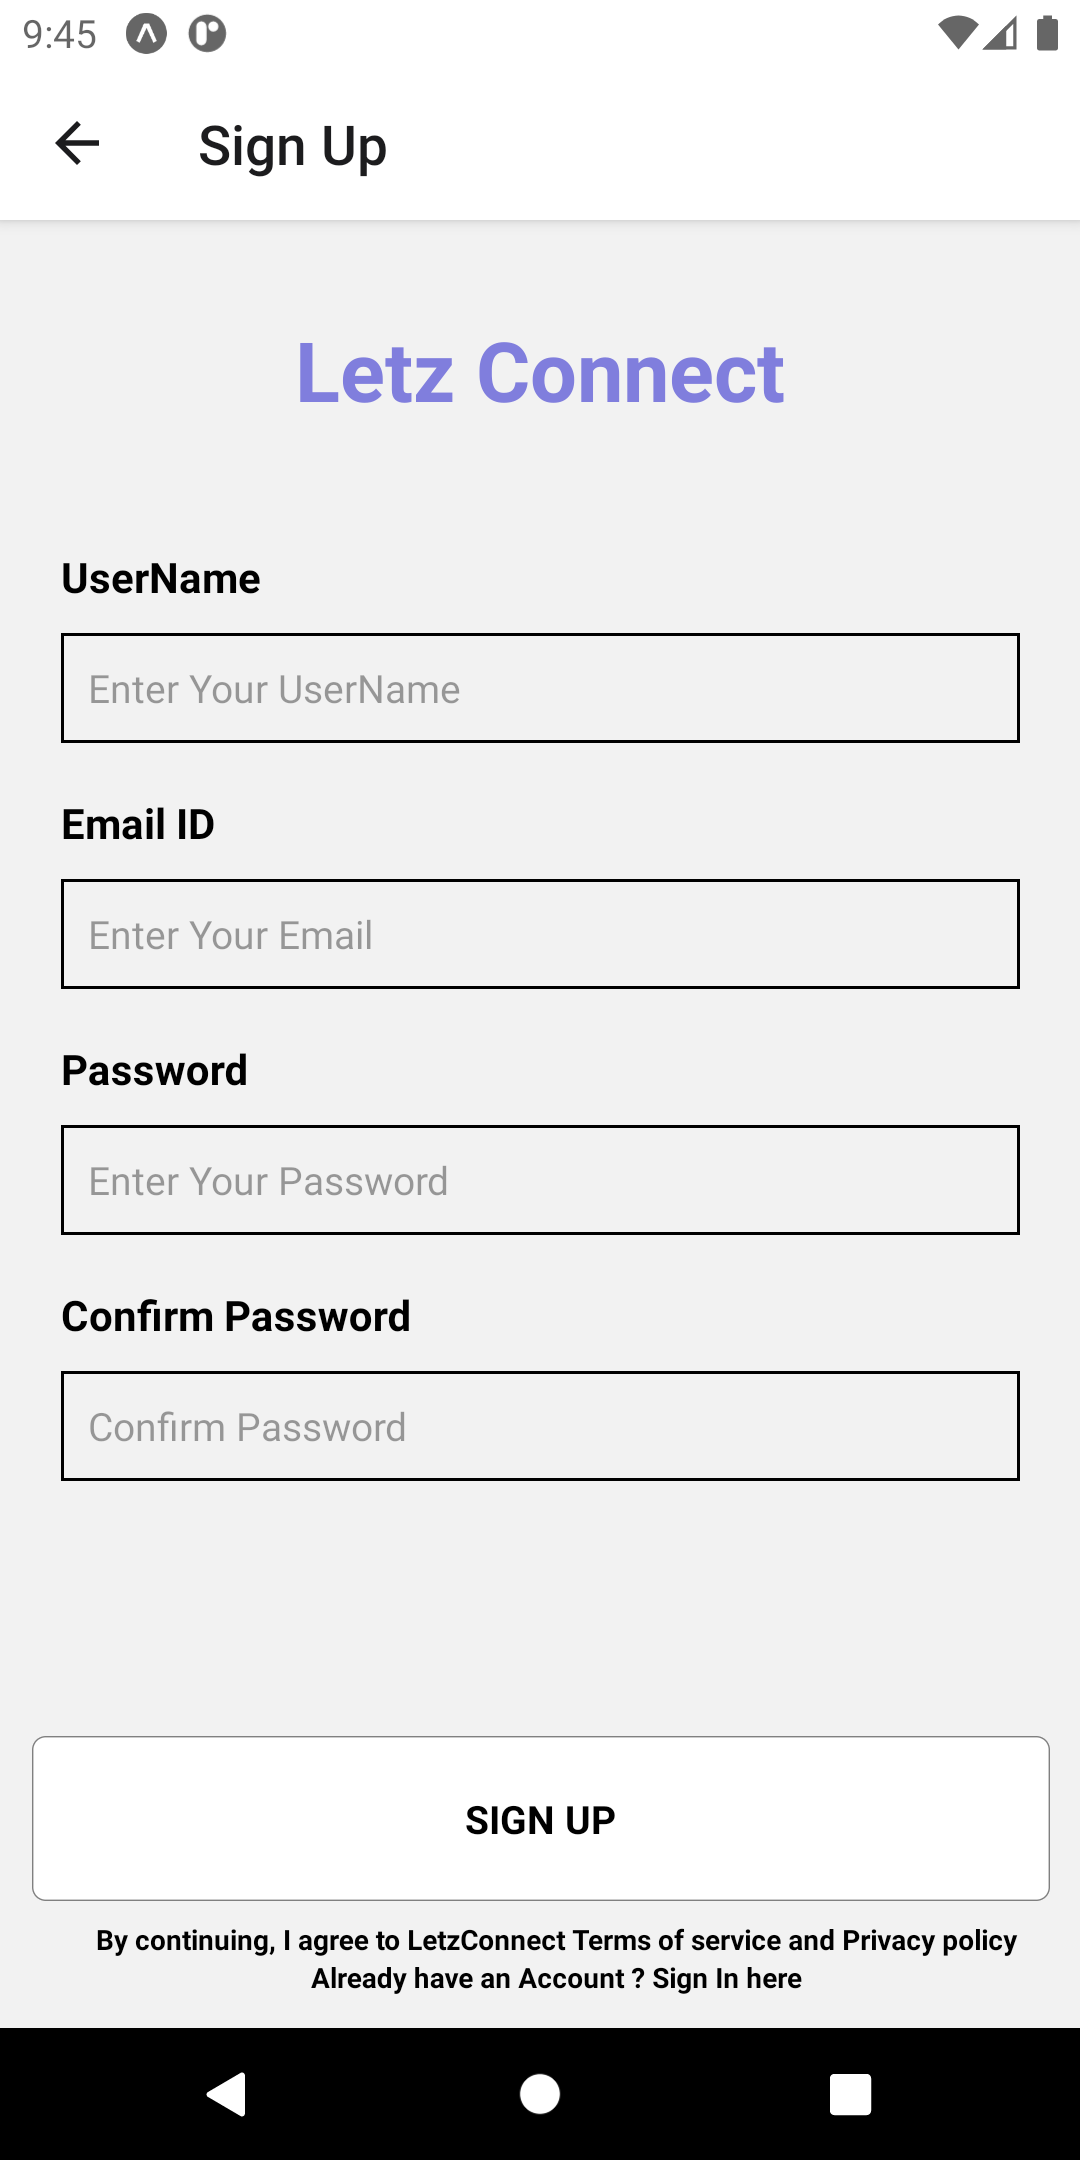 9:45
Sign Up
Letz Connect
UserName
Enter Your UserName
Email ID
Enter Your Email
Password
Enter Your Password
Confirm Password
Confirm Password
SIGN UP
By continuing, I agree to LetzConnect Terms of service and Privacy policy
Already have an Account ? Sign In here